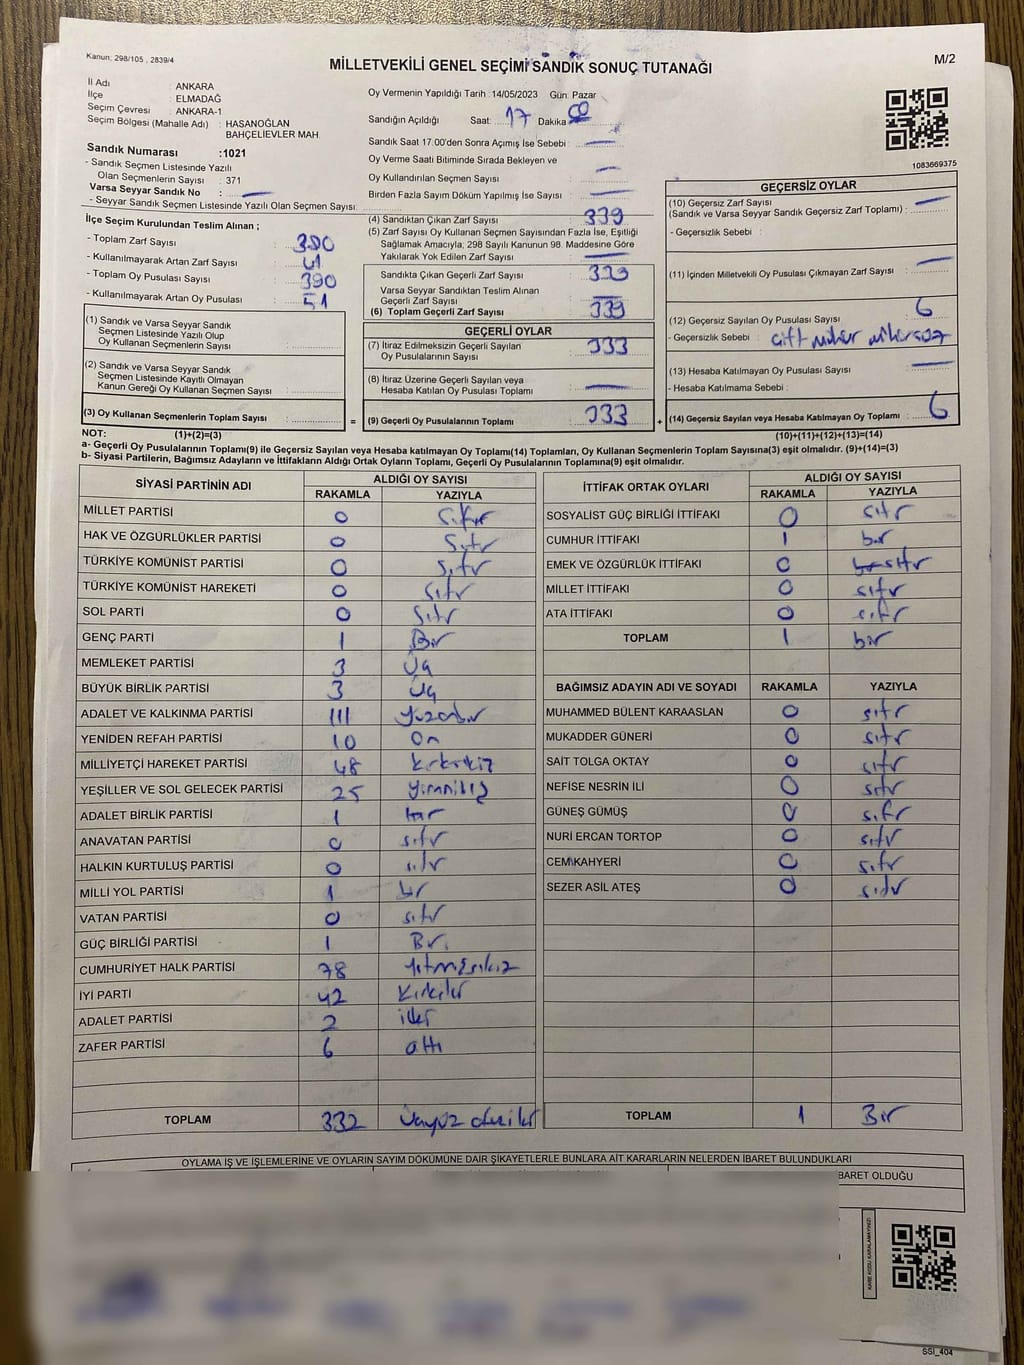 Kanun; 298/105 , 2839/4
M/2
MİLLETVEKİLİ GENEL SEÇİMİ SANDIK SONUÇ TUTANAĞI
İl Adı : ANKARA
İlçe : ELMADAĞ
Seçim Çevresi : ANKARA-1
Seçim Bölgesi (Mahalle Adı) : HASANOĞLAN
BAHÇELİEVLER MAH.
Sandık Numarası :1021
- Sandık Seçmen Listesinde Yazılı
Olan Seçmenlerin Sayısı : 371
Varsa Seyyar Sandık No :
- Seyyar Sandık Seçmen Listesinde Yazılı Olan Seçmen Sayısı:
Oy Vermenin Yapıldığı Tarih :14/05/2023 Gün: Pazar
Sandığın Açıldığı Saat: 17 Dakika
Sandık Saat 17.00'den Sonra Açımış İse Sebebi :
Oy Verme Saati Bitiminde Sırada Bekleyen ve
Oy Kullandırılan Seçmen Sayısı :
Birden Fazla Sayım Döküm Yapılmış İse Sayısı :
1083669375
İlçe Seçim Kurulundan Teslim Alınan ;
- Toplam Zarf Sayısı : 390
- Kullanılmayarak Artan Zarf Sayısı :
- Toplam Oy Pusulası Sayısı : 390
- Kullanılmayarak Artan Oy Pusulası : 51
(4) Sandıktan Çıkan Zarf Sayısı : 339
(5) Zarf Sayısı Oy Kullanan Seçmen Sayısından Fazla İse, Eşitliği
Sağlamak Amacıyla, 298 Sayılı Kanunun 98. Maddesine Göre
Yakılarak Yok Edilen Zarf Sayısı :
Sandıkta Çıkan Geçerli Zarf Sayısı : 339
Varsa Seyyar Sandıktan Teslim Alınan
Geçerli Zarf Sayısı :
(6) Toplam Geçerli Zarf Sayısı : 339
GEÇERSİZ OYLAR
(10) Geçersiz Zarf Sayısı
(Sandık ve Varsa Seyyar Sandık Geçersiz Zarf Toplamı) :
- Geçersizlik Sebebi :
(11) İçinden Milletvekili Oy Pusulası Çıkmayan Zarf Sayısı :
(12) Geçersiz Sayılan Oy Pusulası Sayısı : 6
- Geçersizlik Sebebi : çift mühür mühürsüz
(13) Hesaba Katılmayan Oy Pusulası Sayısı :
- Hesaba Katılmama Sebebi :
(14) Geçersiz Sayılan veya Hesaba Katılmayan Oy Toplamı : 6
(10)+(11)+(12)+(13)=(14)
(1) Sandık ve Varsa Seyyar Sandık
Seçmen Listesinde Yazılı Olup
Oy Kullanan Seçmenlerin Sayısı :
(2) Sandık ve Varsa Seyyar Sandık
Seçmen Listesinde Kayıtlı Olmayan
Kanun Gereği Oy Kullanan Seçmen Sayısı :
(3) Oy Kullanan Seçmenlerin Toplam Sayısı : =
GEÇERLİ OYLAR
(7) İtiraz Edilmeksizin Geçerli Sayılan
Oy Pusulalarının Sayısı : 333
(8) İtiraz Üzerine Geçerli Sayılan veya
Hesaba Katılan Oy Pusulası Toplamı :
(9) Geçerli Oy Pusulalarının Toplamı : 333 +
NOT: (1)+(2)=(3)
a- Geçerli Oy Pusulalarının Toplamı(9) ile Geçersiz Sayılan veya Hesaba katılmayan Oy Toplamı(14) Toplamları, Oy Kullanan Seçmenlerin Toplam Sayısına(3) eşit olmalıdır. (9)+(14)=(3)
b- Siyasi Partilerin, Bağımsız Adayların ve İttifakların Aldığı Ortak Oyların Toplamı, Geçerli Oy Pusulalarının Toplamına(9) eşit olmalıdır.
SİYASİ PARTİNİN ADI ALDIĞI OY SAYISI
RAKAMLA YAZIYLA
MİLLET PARTİSİ 0 Sıfır
HAK VE ÖZGÜRLÜKLER PARTİSİ 0 Sıfır
TÜRKİYE KOMÜNİST PARTİSİ 0 Sıfır
TÜRKİYE KOMÜNİST HAREKETİ 0 Sıfır
SOL PARTİ 0 Sıfır
GENÇ PARTİ 1 Bir
MEMLEKET PARTİSİ 3 Üç
BÜYÜK BİRLİK PARTİSİ 3 Üç
ADALET VE KALKINMA PARTİSİ 111 Yüzonbir
YENİDEN REFAH PARTİSİ 10 On
MİLLİYETÇİ HAREKET PARTİSİ 48 kırksekiz
YEŞİLLER VE SOL GELECEK PARTİSİ 25 Yirmibeş
ADALET BİRLİK PARTİSİ 1 bir
ANAVATAN PARTİSİ 0 sıfır
HALKIN KURTULUŞ PARTİSİ 0 sıfır
MİLLİ YOL PARTİSİ 1 bir
VATAN PARTİSİ 0 sıfır
GÜÇ BİRLİĞİ PARTİSİ 1 Bir
CUMHURİYET HALK PARTİSİ 78 Yetmişsekiz
İYİ PARTİ 42 Kırkiki
ADALET PARTİSİ 2 iki
ZAFER PARTİSİ 6 altı
TOPLAM 332 Üçyüz otuziki
İTTİFAK ORTAK OYLARI ALDIĞI OY SAYISI
RAKAMLA YAZIYLA
SOSYALİST GÜÇ BİRLİĞİ İTTİFAKI 0 sıfır
CUMHUR İTTİFAKI 1 bir
EMEK VE ÖZGÜRLÜK İTTİFAKI 0 sıfır
MİLLET İTTİFAKI 0 sıfır
ATA İTTİFAKI 0 sıfır
TOPLAM 1 bir
BAĞIMSIZ ADAYIN ADI VE SOYADI RAKAMLA YAZIYLA
MUHAMMED BÜLENT KARAASLAN 0 sıfır
MUKADDER GÜNERİ 0 sıfır
SAİT TOLGA OKTAY 0 sıfır
NEFİSE NESRİN İLİ 0 sıfır
GÜNEŞ GÜMÜŞ 0 sıfır
NURİ ERCAN TORTOP 0 sıfır
CEM KAHYERİ 0 sıfır
SEZER ASIL ATEŞ 0 sıfır
TOPLAM 1 Bir
OYLAMA İŞ VE İŞLEMLERİNE VE OYLARIN SAYIM DÖKÜMÜNE DAİR ŞİKAYETLERLE BUNLARA AİT KARARLARIN NELERDEN İBARET BULUNDUKLARI
BARET OLDUĞU
KARE KODU KARALAMAYINIZ!
SSİ_404